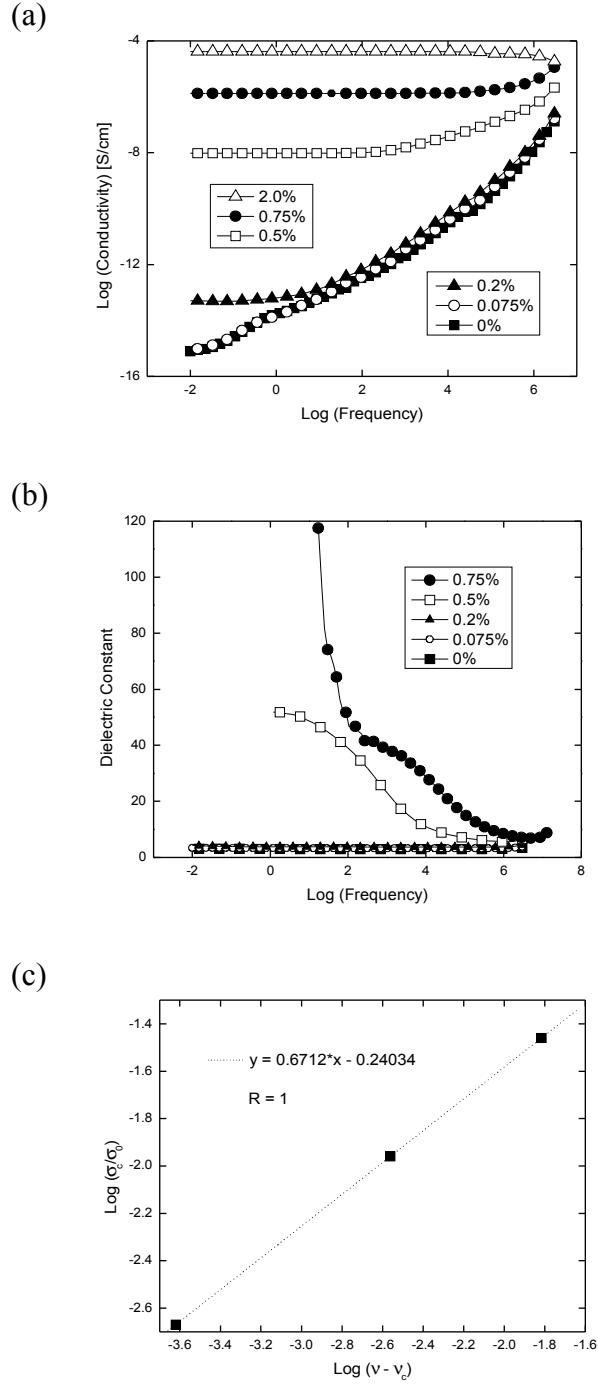 (a)
-4
-8
-12
-16
Log (Conductivity) [S/cm]
2.0%
0.75%
0.5%
0.2%
0.075%
0%
-2 0 2 4 6
Log (Frequency)
(b)
120
100
80
60
40
20
0
Dielectric Constant
0.75%
0.5%
0.2%
0.075%
0%
-2 0 2 4 6 8
Log (Frequency)
(c)
-1.4
-1.6
-1.8
-2.0
-2.2
-2.4
-2.6
Log (σc/σ0)
y = 0.6712*x - 0.24034
R = 1
-3.6 -3.4 -3.2 -3.0 -2.8 -2.6 -2.4 -2.2 -2.0 -1.8 -1.6
Log (ν - νc)